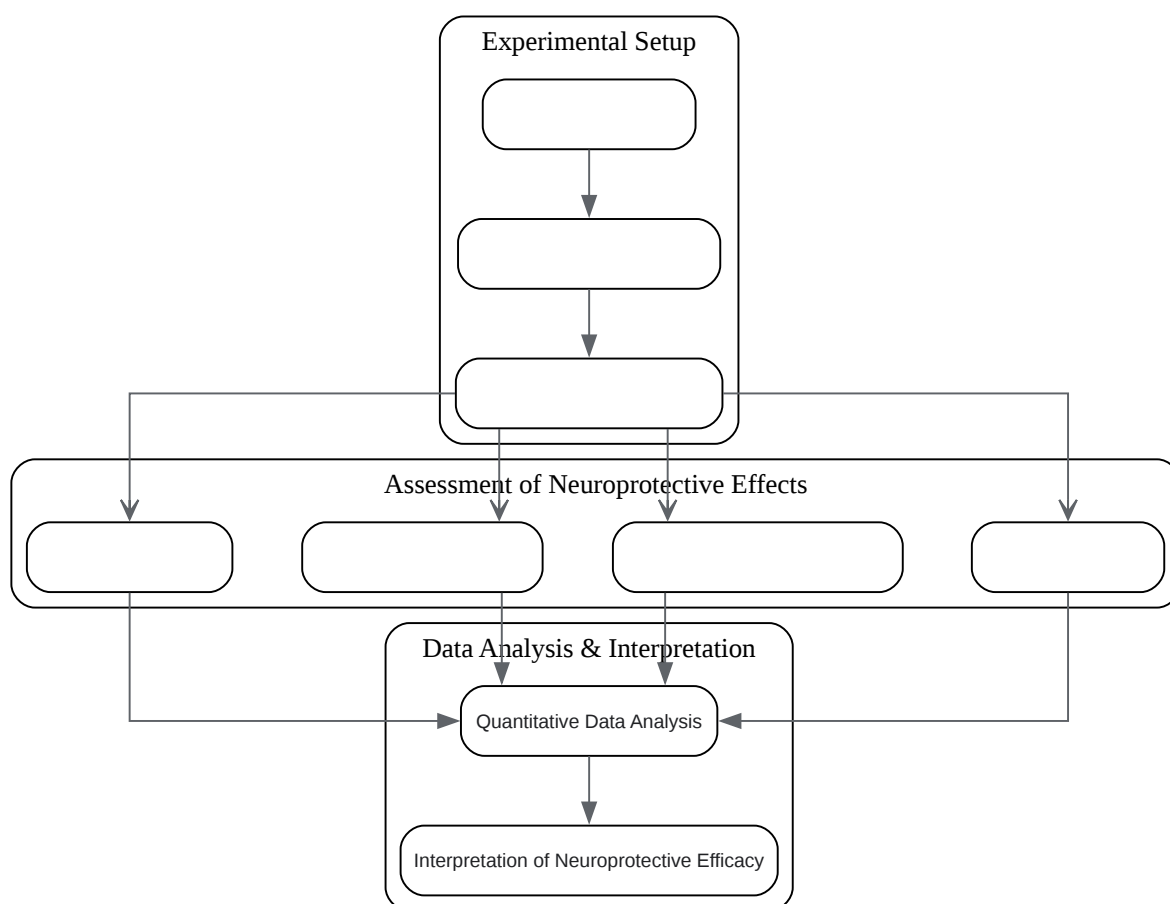 Experimental Setup
Assessment of Neuroprotective Effects
Data Analysis & Interpretation
Quantitative Data Analysis
Interpretation of Neuroprotective Efficacy